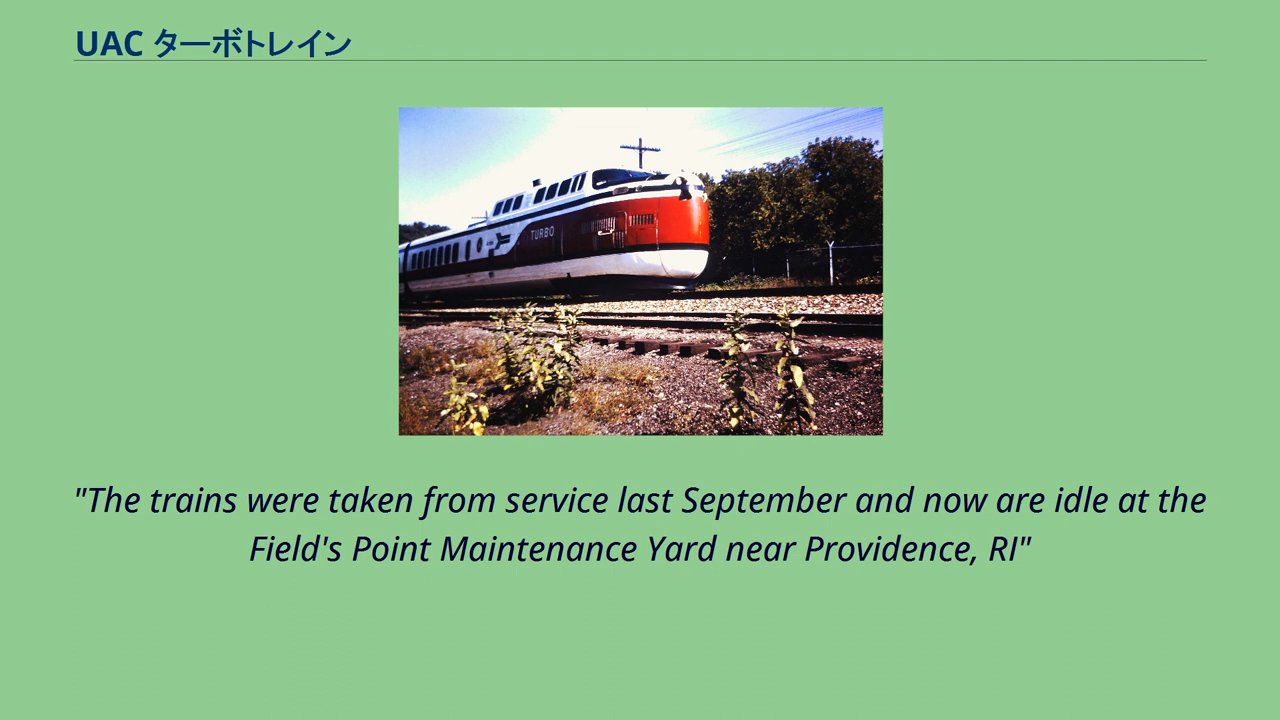 UAC ターボトレイン
TURBO
"The trains were taken from service last September and now are idle at the
Field's Point Maintenance Yard near Providence, RI"